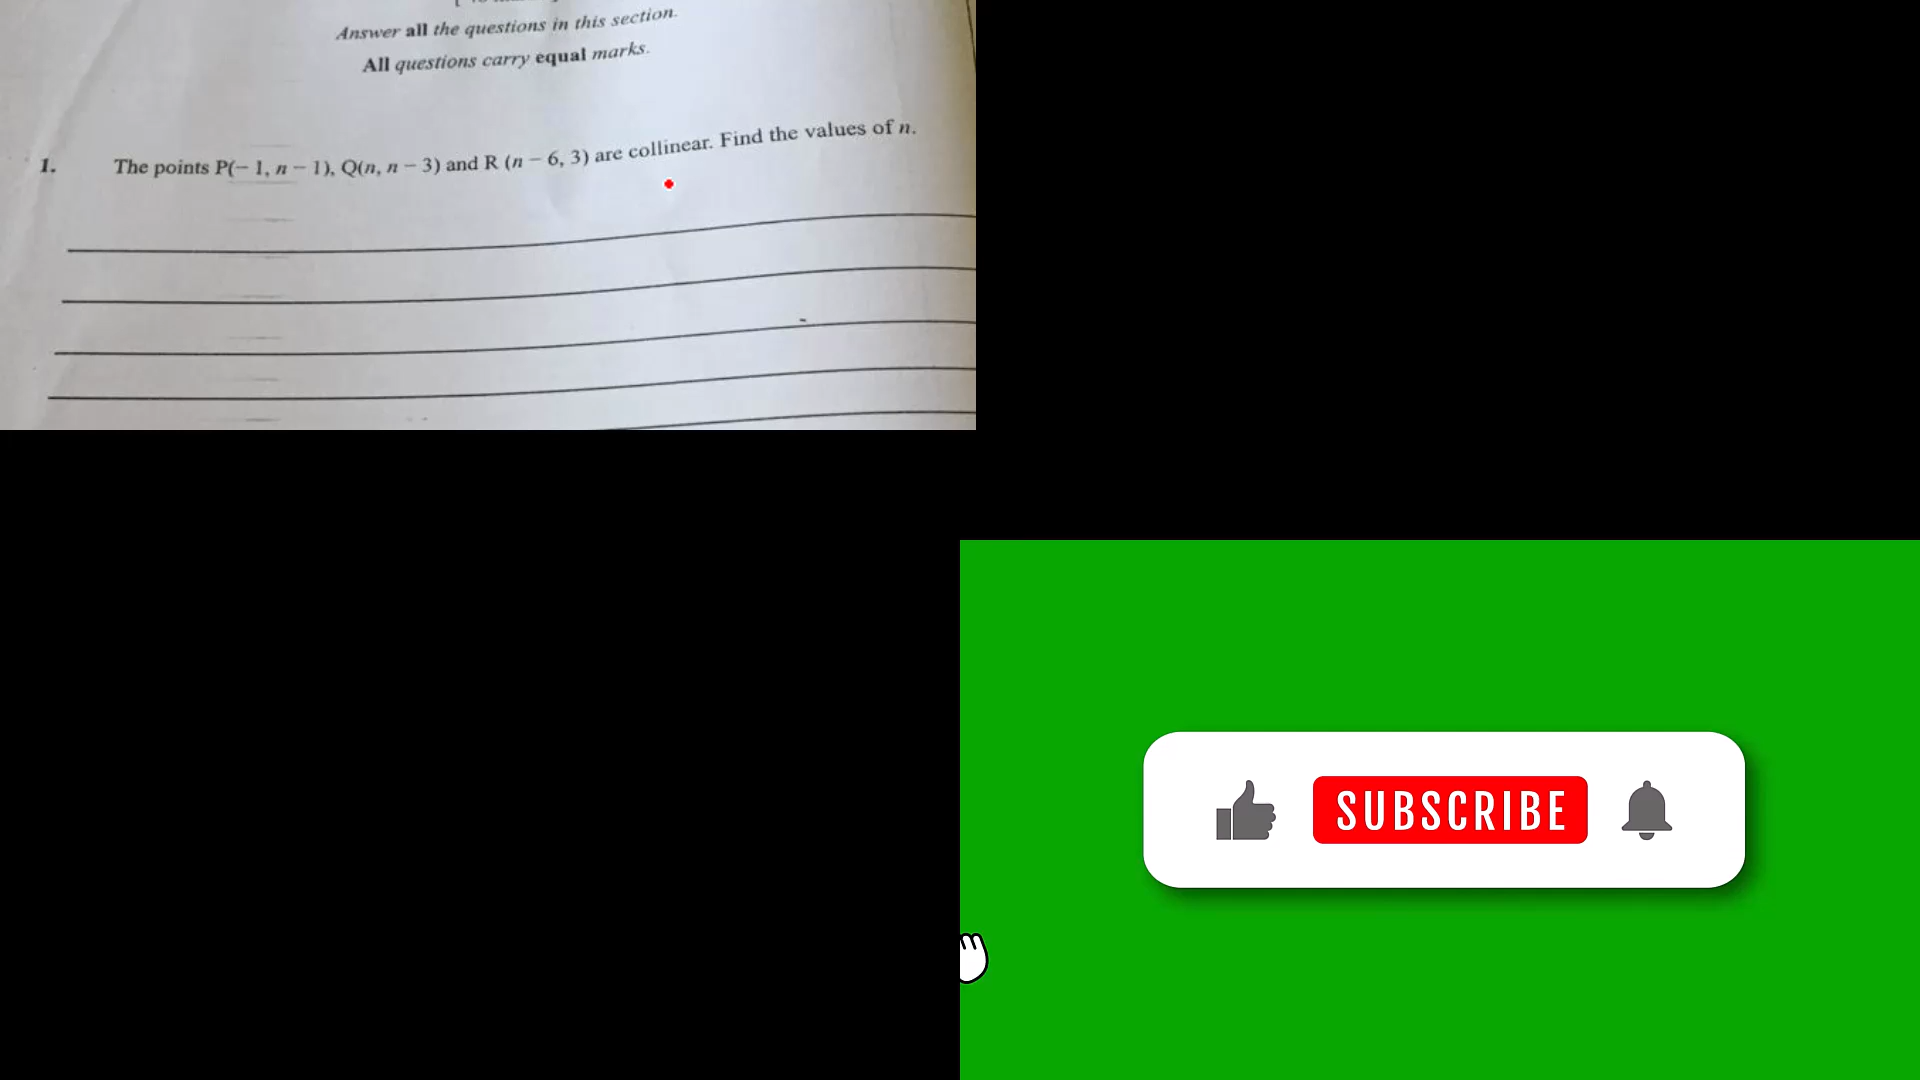 Answer all the questions in this section.
All questions carry equal marks.
1. The points P(− 1, n − 1), Q(n, n − 3) and R (n − 6, 3) are collinear. Find the values of n.
SUBSCRIBE